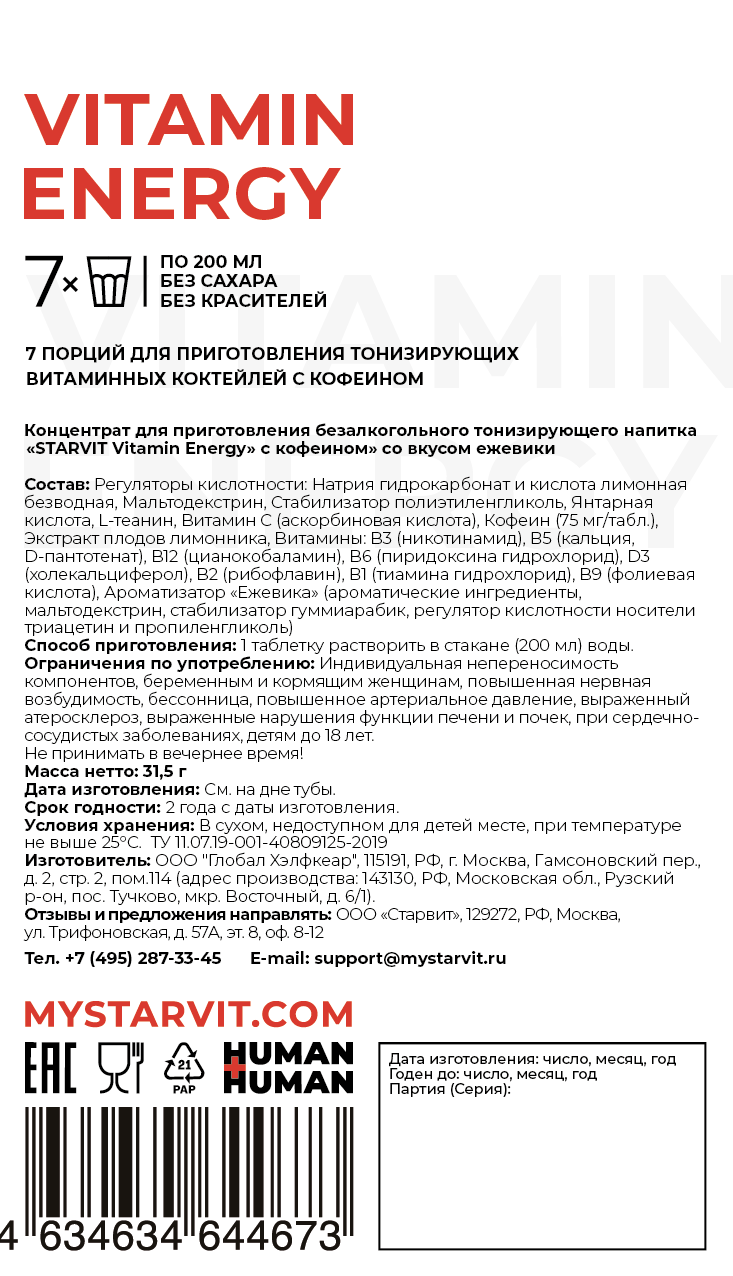 VITAMIN
ENERGY
7× ПО 200 МЛ
БЕЗ САХАРА
БЕЗ КРАСИТЕЛЕЙ
VITAMIN
ENERGY
7 ПОРЦИЙ ДЛЯ ПРИГОТОВЛЕНИЯ ТОНИЗИРУЮЩИХ
ВИТАМИННЫХ КОКТЕЙЛЕЙ С КОФЕИНОМ
Концентрат для приготовления безалкогольного тонизирующего напитка
«STARVIT Vitamin Energy» с кофеином» со вкусом ежевики
Состав: Регуляторы кислотности: Натрия гидрокарбонат и кислота лимонная
безводная, Мальтодекстрин, Стабилизатор полиэтиленгликоль, Янтарная
кислота, L-теанин, Витамин С (аскорбиновая кислота), Кофеин (75 мг/табл.),
Экстракт плодов лимонника, Витамины: B3 (никотинамид), B5 (кальция,
D-пантотенат), B12 (цианокобаламин), B6 (пиридоксина гидрохлорид), D3
(холекальциферол), B2 (рибофлавин), B1 (тиамина гидрохлорид), B9 (фолиевая
кислота), Ароматизатор «Ежевика» (ароматические ингредиенты,
мальтодекстрин, стабилизатор гуммиарабик, регулятор кислотности носители
триацетин и пропиленгликоль)
Способ приготовления: 1 таблетку растворить в стакане (200 мл) воды.
Ограничения по употреблению: Индивидуальная непереносимость
компонентов, беременным и кормящим женщинам, повышенная нервная
возбудимость, бессонница, повышенное артериальное давление, выраженный
атеросклероз, выраженные нарушения функции печени и почек, при сердечно-
сосудистых заболеваниях, детям до 18 лет.
Не принимать в вечернее время!
Масса нетто: 31,5 г
Дата изготовления: См. на дне тубы.
Срок годности: 2 года с даты изготовления.
Условия хранения: В сухом, недоступном для детей месте, при температуре
не выше 25°С. ТУ 11.07.19-001-40809125-2019
Изготовитель: ООО "Глобал Хэлфкеар", 115191, РФ, г. Москва, Гамсоновский пер.,
д. 2, стр. 2, пом.114 (адрес производства: 143130, РФ, Московская обл., Рузский
р-он, пос. Тучково, мкр. Восточный, д. 6/1).
Отзывы и предложения направлять: ООО «Старвит», 129272, РФ, Москва,
ул. Трифоновская, д. 57А, эт. 8, оф. 8-12
Тел. +7 (495) 287-33-45 E-mail: support@mystarvit.ru
MYSTARVIT.COM
EAC
21
PAP
HUMAN
+HUMAN
Дата изготовления: число, месяц, год
Годен до: число, месяц, год
Партия (Серия):
4 634634 644673